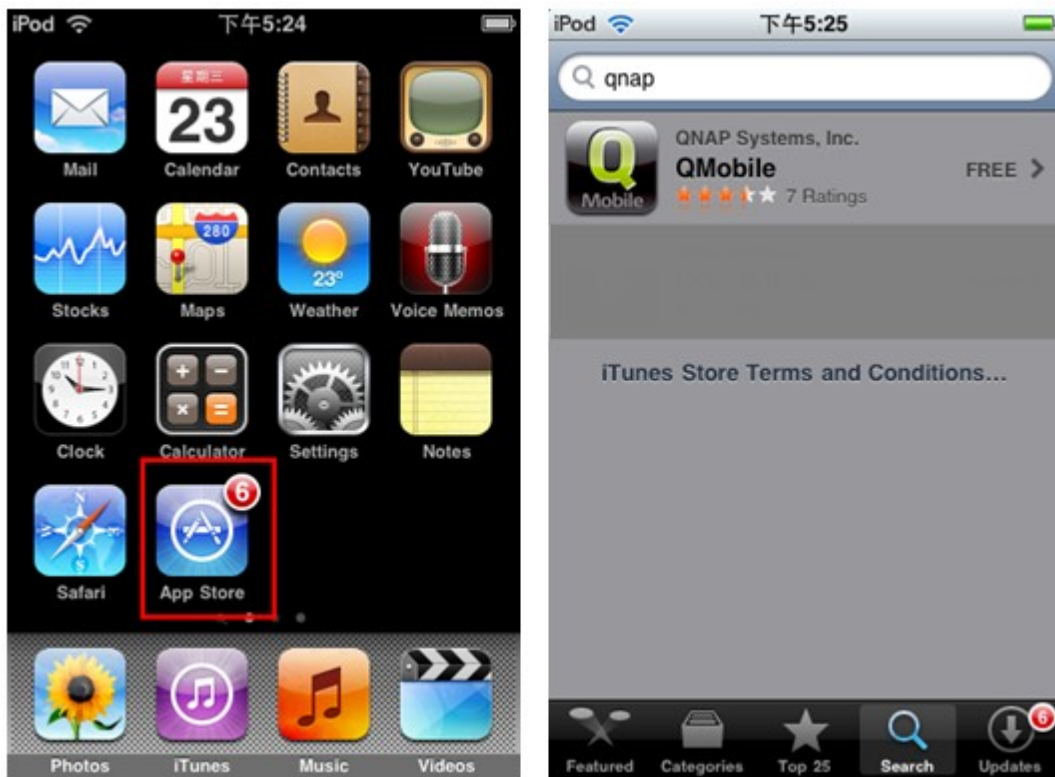 iPod 下午5:24
星期三
23
Mail Calendar Contacts YouTube
280
23°
Stocks Maps Weather Voice Memos
Clock Calculator Settings Notes
6
Safari App Store
Photos iTunes Music Videos
iPod 下午5:25
qnap
QNAP Systems, Inc.
Q QMobile FREE
Mobile 7 Ratings
iTunes Store Terms and Conditions...
6
Featured Categories Top 25 Search Updates